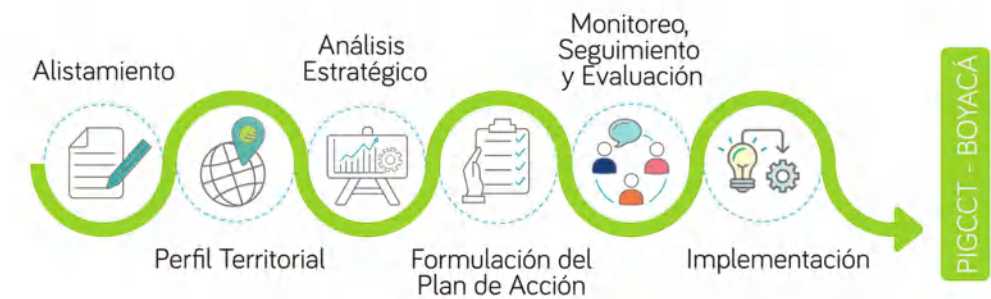 Alistamiento
Perfil Territorial
Análisis
Estratégico
Formulación del
Plan de Acción
Monitoreo,
Seguimiento
y Evaluación
Implementación
PIGCCT - BOYACÁ